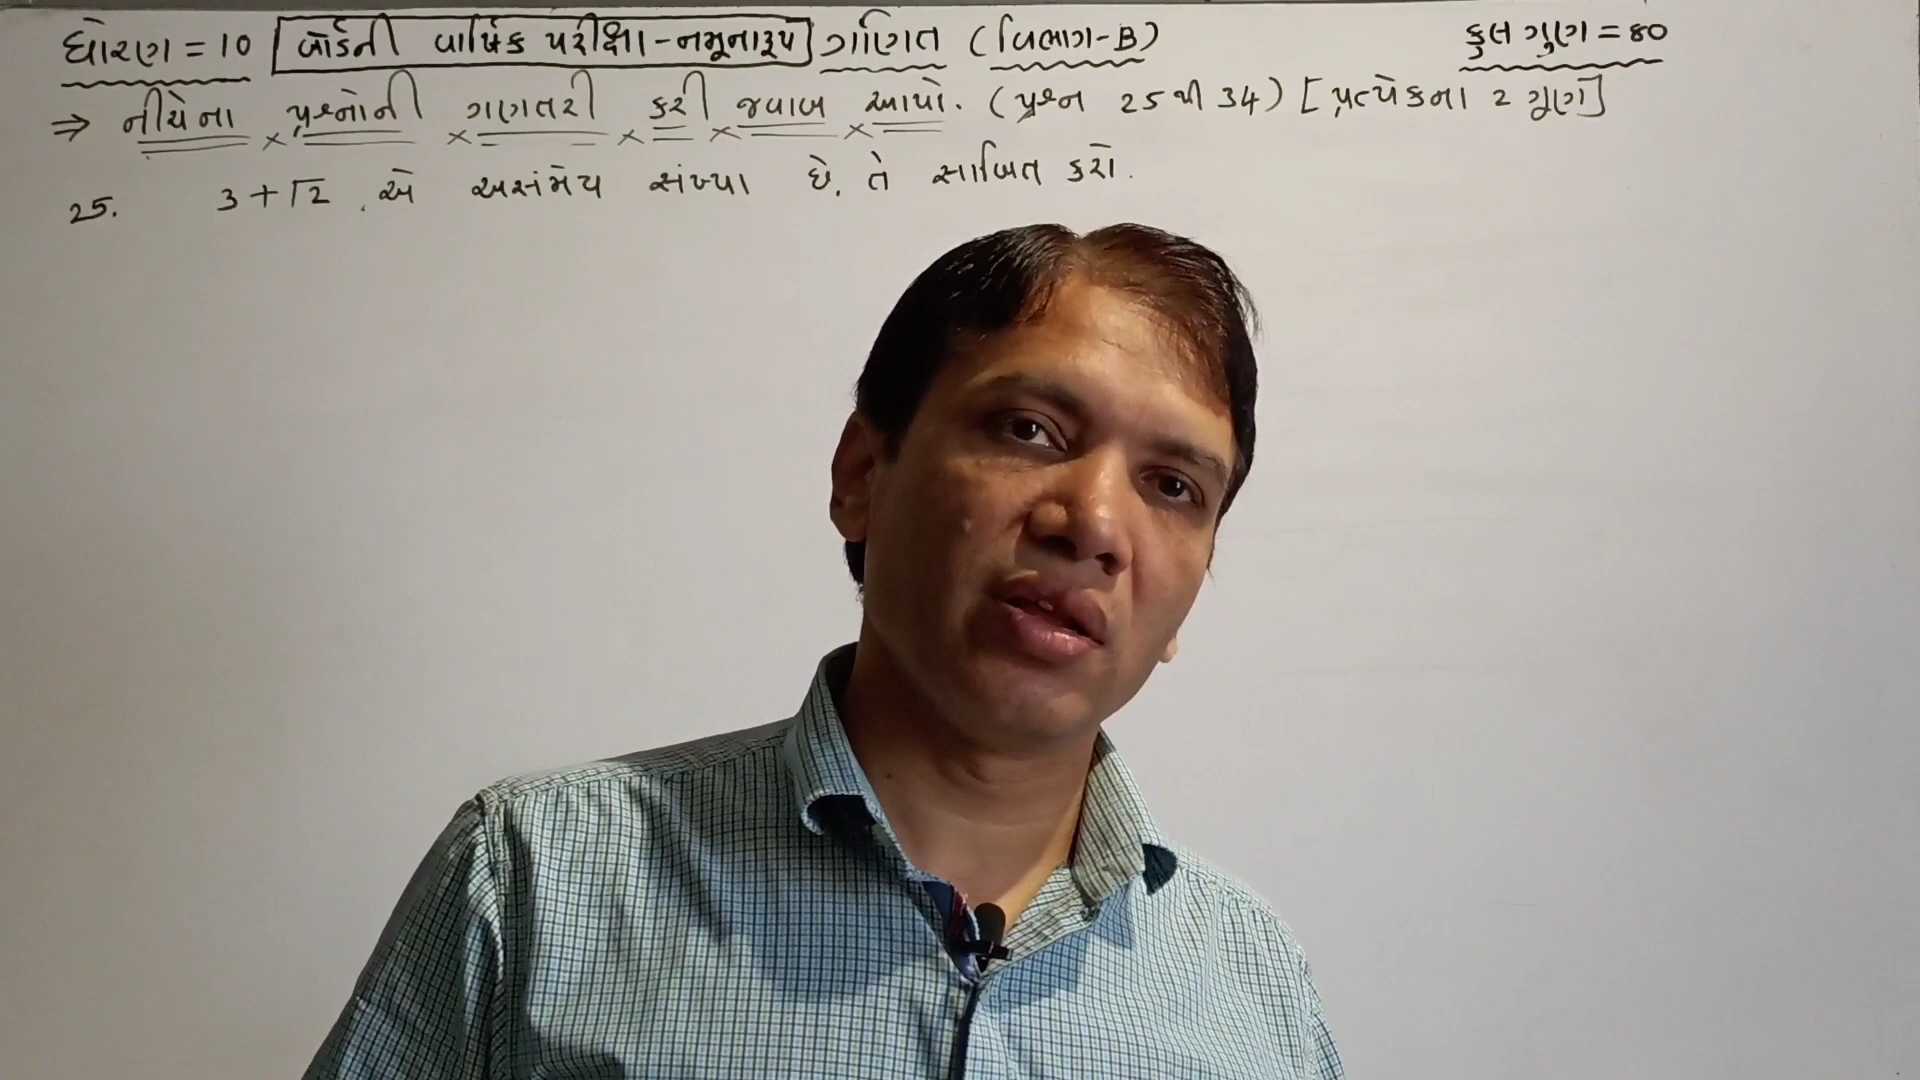 ધોરણ = 10 બોર્ડની વાર્ષિક પરીક્ષા - નમૂનારૂપ ગણિત (વિભાગ - B) કુલ ગુણ = 80
⇒ નીચેના પ્રશ્નોની ગણતરી કરી જવાબ આપો. (પ્રશ્ન 25 થી 34) [પ્રત્યેકના 2 ગુણ]
25. 3 + √2 એ અસંમેય સંખ્યા છે, તે સાબિત કરો.